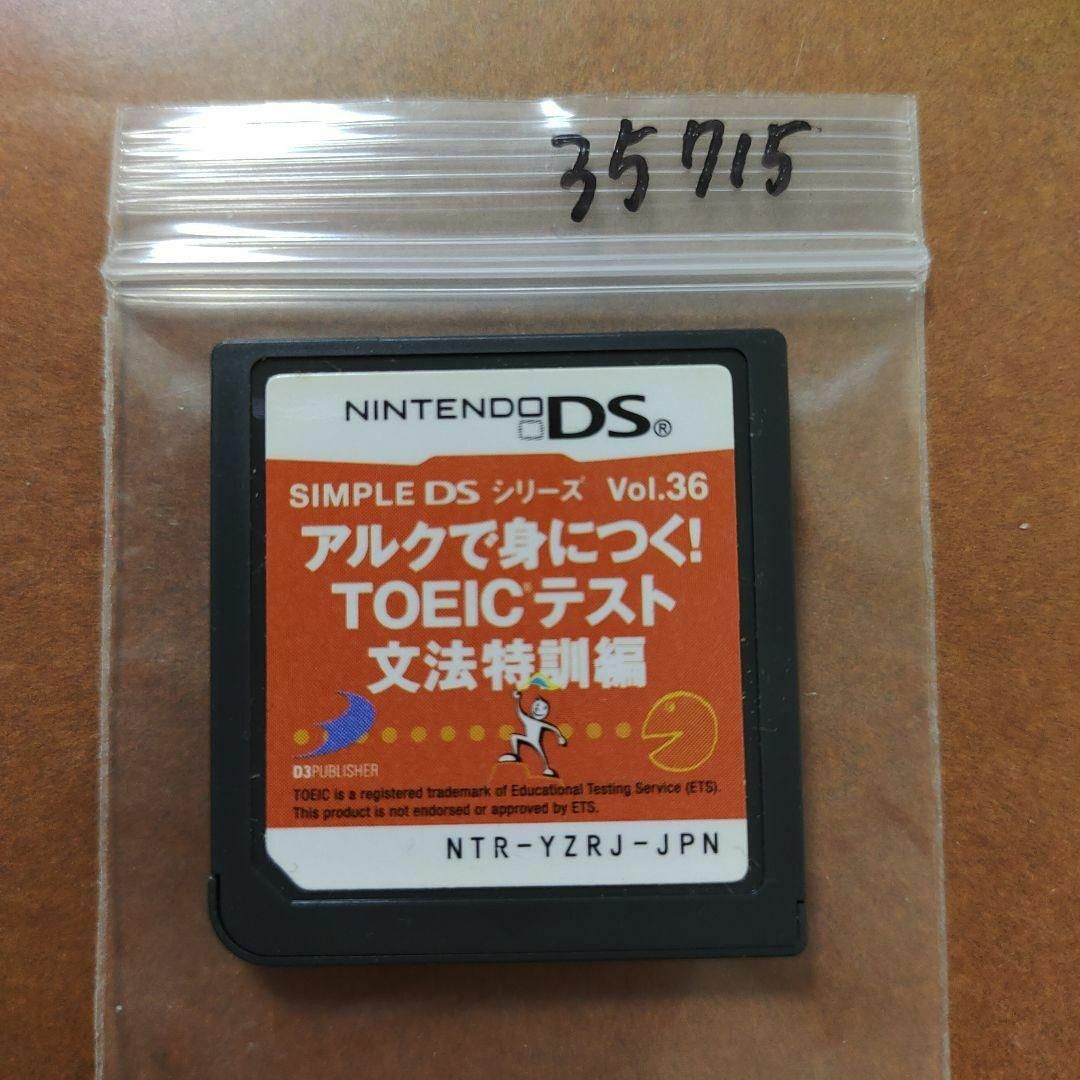 35715
NINTENDO DS®
SIMPLE DS シリーズ Vol.36
アルクで身につく!
TOEIC®テスト
文法特訓編
D3PUBLISHER
TOEIC is a registered trademark of Educational Testing Service (ETS).
This product is not endorsed or approved by ETS.
NTR-YZRJ-JPN